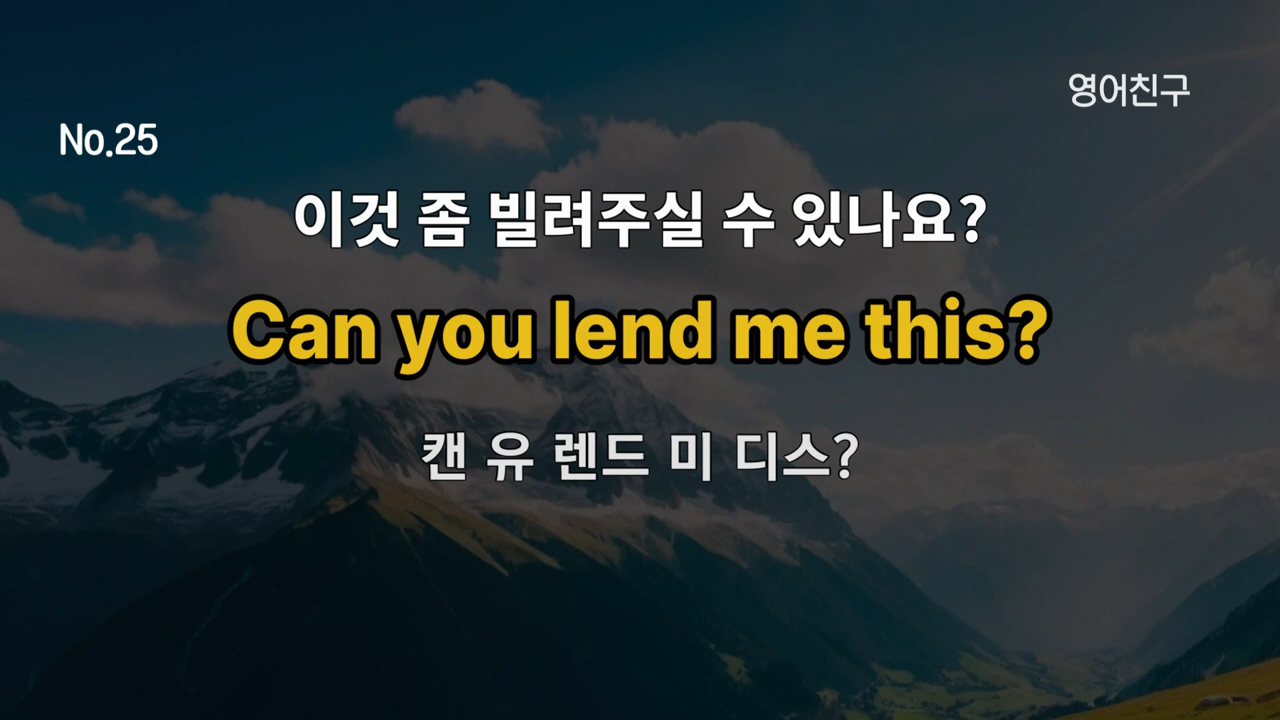 영어친구
No.25
이것 좀 빌려주실 수 있나요?
Can you lend me this?
캔 유 렌드 미 디스?